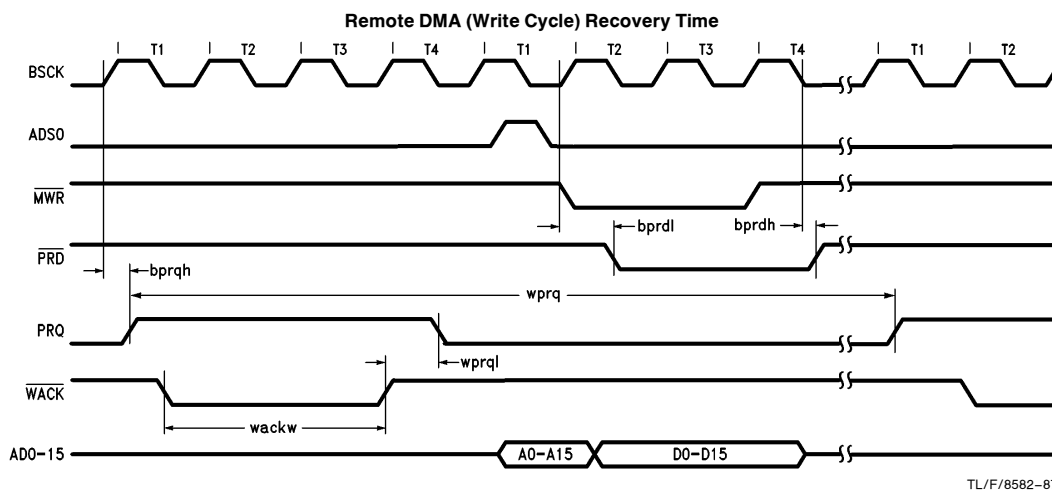 Remote DMA (Write Cycle) Recovery Time
T1 T2 T3 T4 T1 T2 T3 T4 T1 T2
BSCK
ADS0
MWR
bprdl bprdh
PRD
bprqh
wprq
PRQ
wprql
WACK
wackw
AD0-15 A0-A15 D0-D15